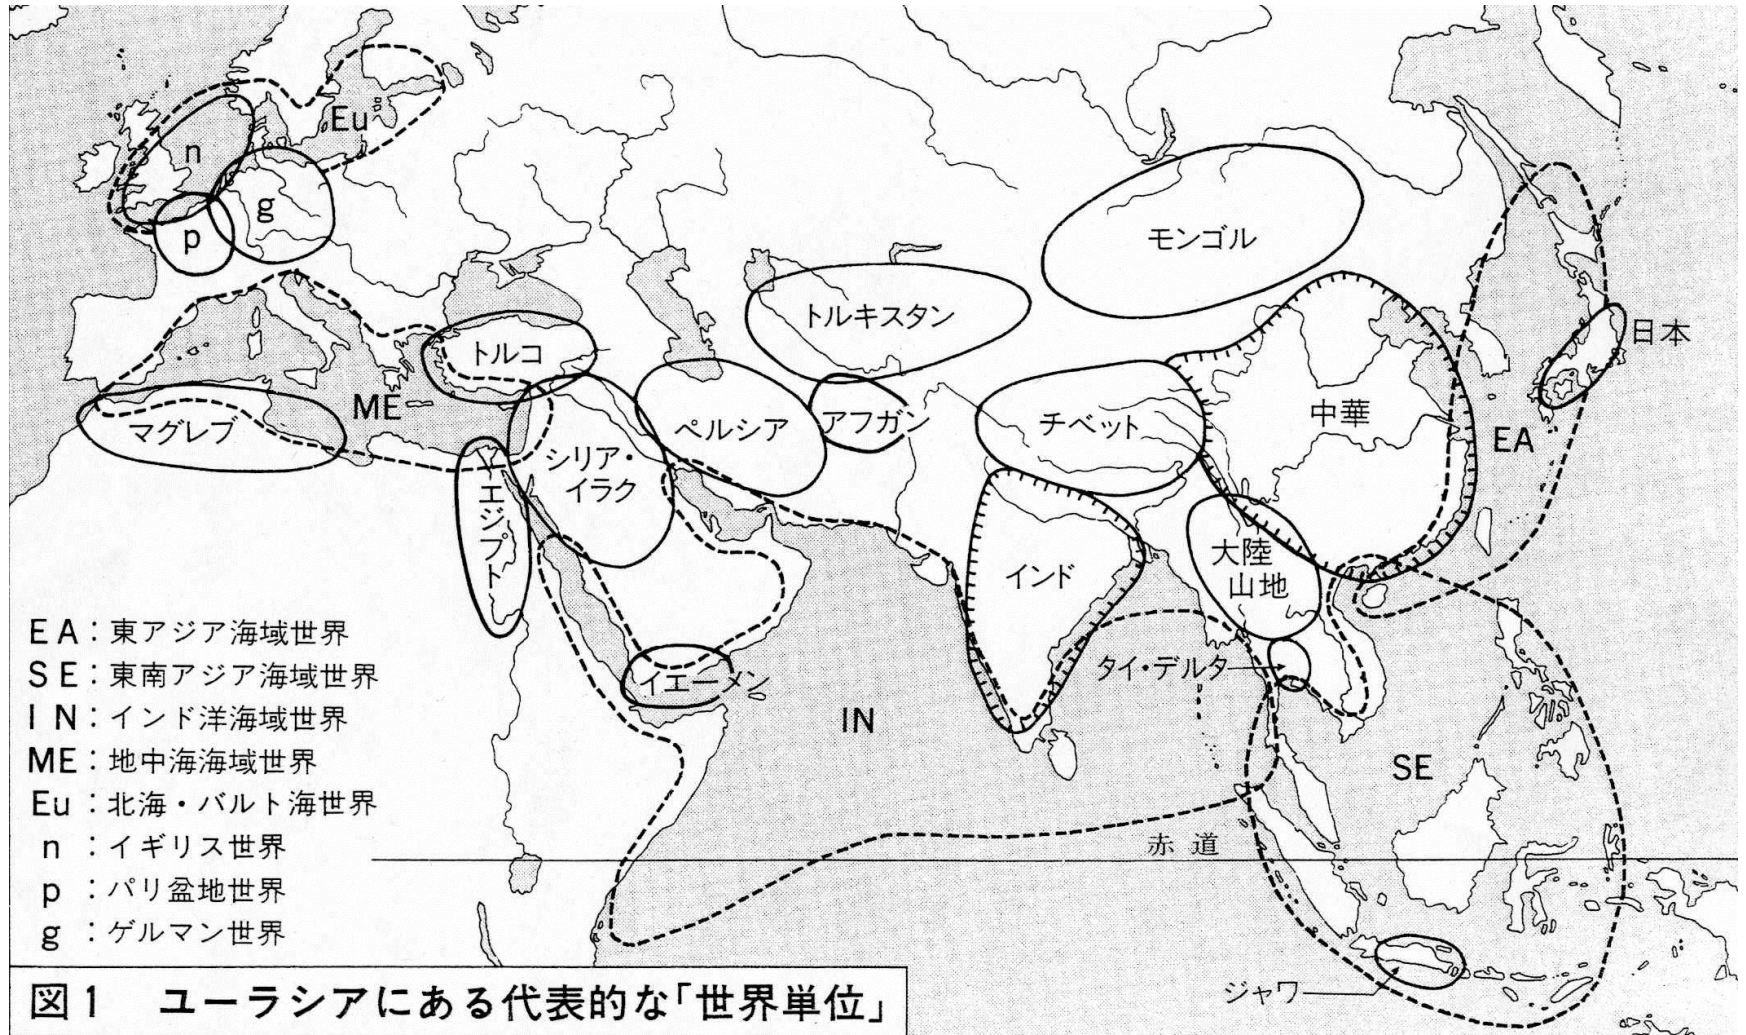 Eu
n
g
p
モンゴル
トルキスタン
日本
トルコ
ME
マグレブ
ペルシア
アフガン
チベット
中華
EA
シリア・
イラク
エジプト
インド
大陸
山地
タイ・デルタ
イエーメン
IN
SE
赤道
ジャワ
EA：東アジア海域世界
SE：東南アジア海域世界
IN：インド洋海域世界
ME：地中海海域世界
Eu：北海・バルト海世界
n：イギリス世界
p：パリ盆地世界
g：ゲルマン世界
図1　ユーラシアにある代表的な「世界単位」